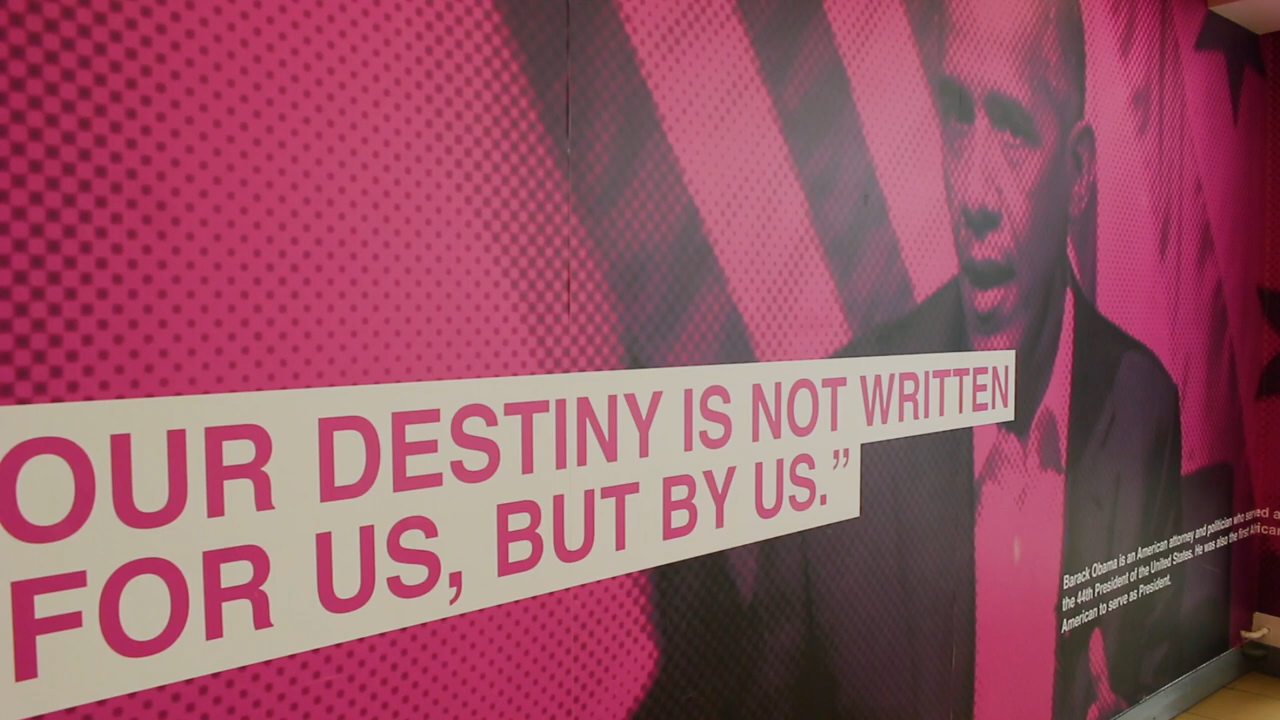 OUR DESTINY IS NOT WRITTEN
FOR US, BUT BY US.”
Barack Obama is an American attorney and politician who served a
the 44th President of the United States. He was also the first African
American to serve as President.